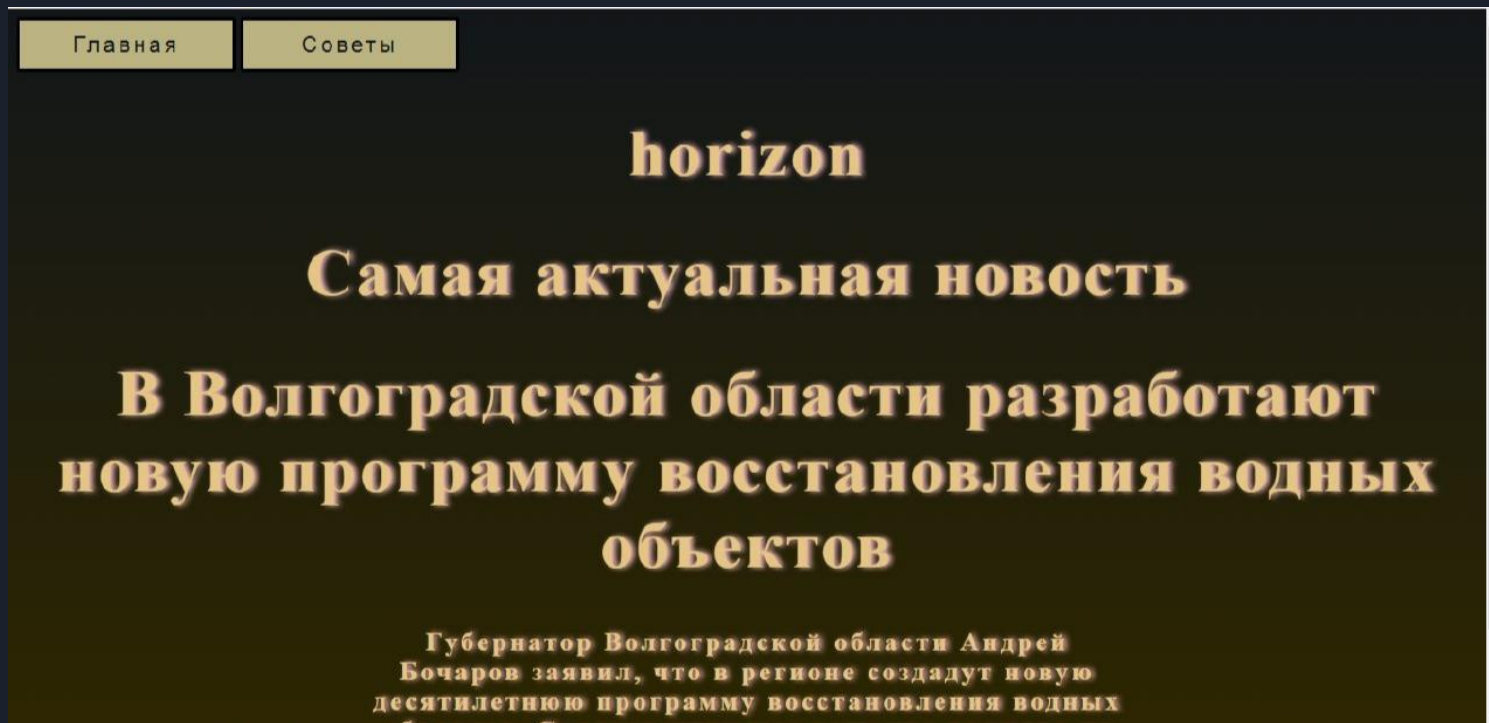 Главная Советы
horizon
Самая актуальная новость
В Волгоградской области разработают
новую программу восстановления водных
объектов
Губернатор Волгоградской области Андрей
Бочаров заявил, что в регионе создадут новую
десятилетнюю программу восстановления водных